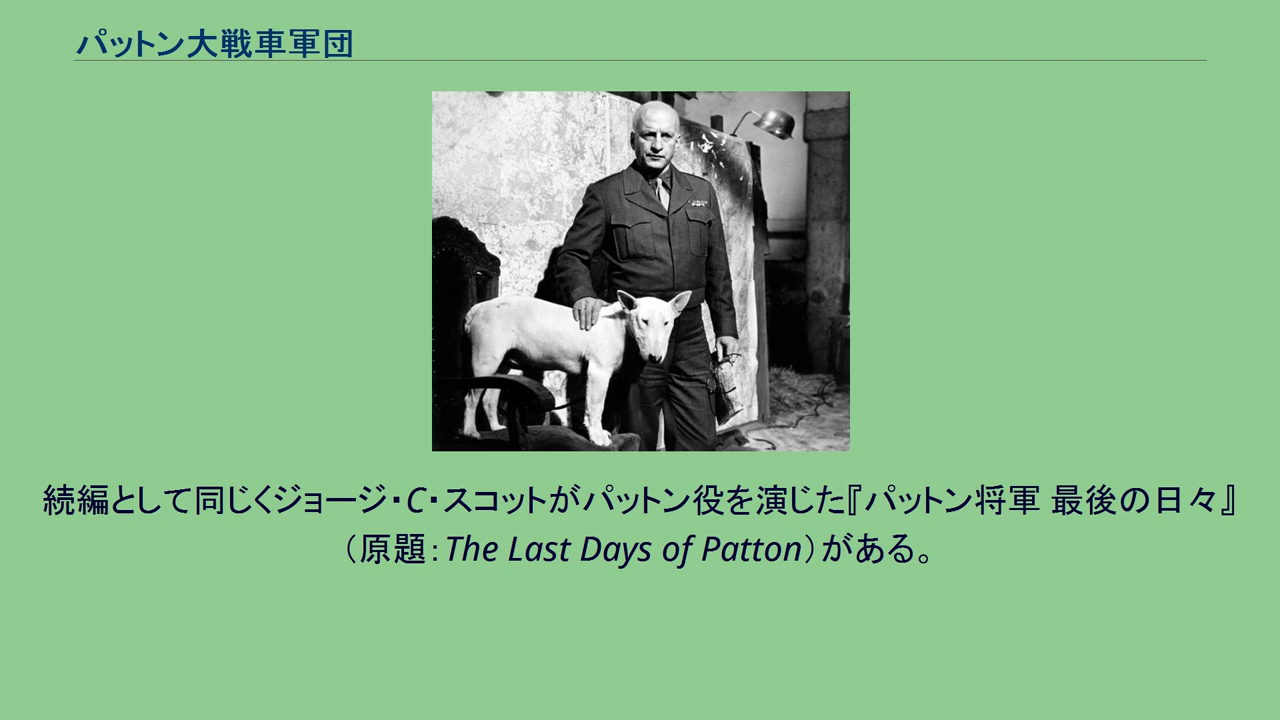 パットン大戦車軍団
続編として同じくジョージ・C・スコットがパットン役を演じた『パットン将軍 最後の日々』
（原題：The Last Days of Patton）がある。